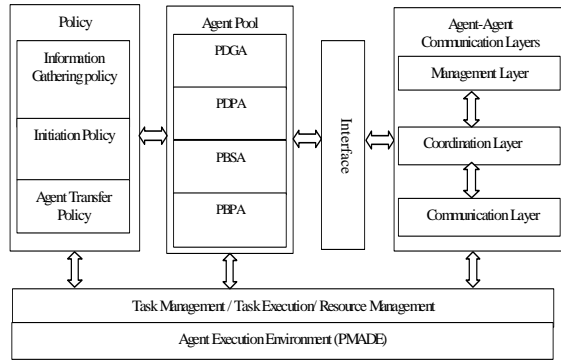 Policy
Information
Gathering policy
Initiation Policy
Agent Transfer
Policy
Agent Pool
PDGA
PDPA
PBSA
PBPA
Interface
Agent-Agent
Communication Layers
Management Layer
Coordination Layer
Communication Layer
Task Management / Task Execution/ Resource Management
Agent Execution Environment (PMADE)